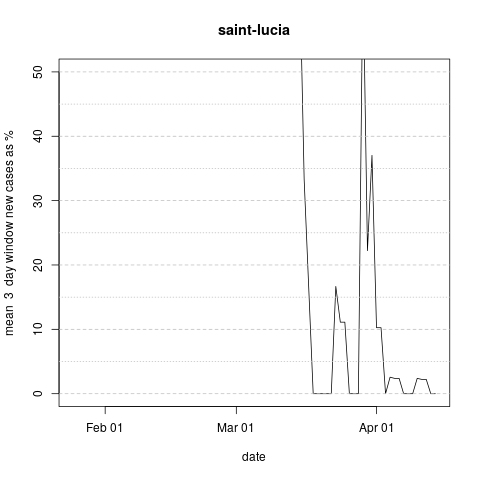 saint-lucia
mean  3  day window new cases as %
50
40
30
20
10
0
Feb 01
Mar 01
Apr 01
date